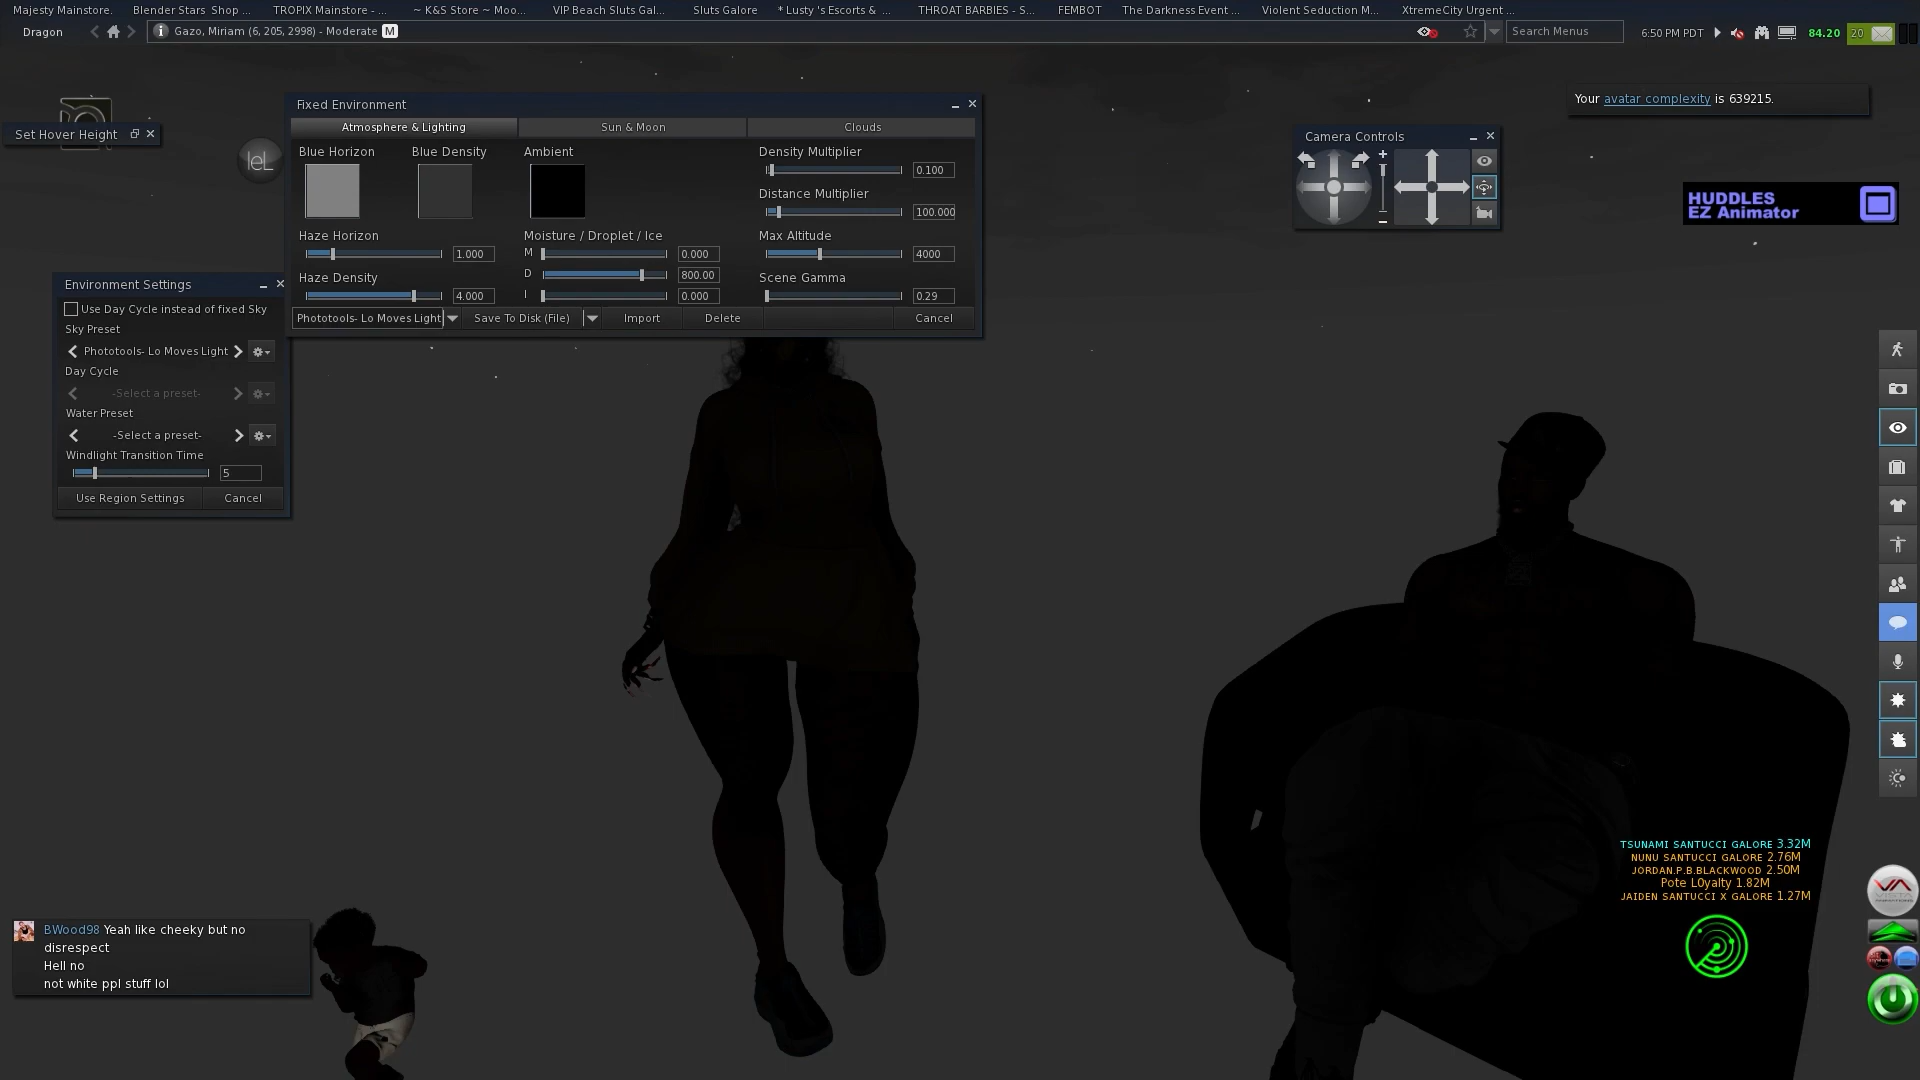 Majesty Mainstore.
Blender Stars Shop ...
TROPIX Mainstore - ...
~ K&S Store ~ Moo...
VIP Beach Sluts Gal...
Sluts Galore
* Lusty 's Escorts & ...
THROAT BARBIES - S...
FEMBOT
The Darkness Event ...
Violent Seduction M...
XtremeCity Urgent ...
Dragon
Gazo, Miriam (6, 205, 2998) - Moderate M
Search Menus
6:50 PM PDT
84.20
20
Your avatar complexity is 639215.
Set Hover Height
leL
Fixed Environment
Atmosphere & Lighting
Sun & Moon
Clouds
Blue Horizon
Blue Density
Ambient
Density Multiplier
0.100
Distance Multiplier
100.000
Haze Horizon
1.000
Moisture / Droplet / Ice
M 0.000
D 800.00
I 0.000
Max Altitude
4000
Haze Density
4.000
Scene Gamma
0.29
Phototools- Lo Moves Light
Save To Disk (File)
Import
Delete
Cancel
Camera Controls
HUDDLES
EZ Animator
Environment Settings
Use Day Cycle instead of fixed Sky
Sky Preset
Phototools- Lo Moves Light
Day Cycle
-Select a preset-
Water Preset
-Select a preset-
Windlight Transition Time
5
Use Region Settings
Cancel
TSUNAMI SANTUCCI GALORE 3.32M
NUNU SANTUCCI GALORE 2.76M
JORDAN.P.B.BLACKWOOD 2.50M
Pote L0yalty 1.82M
JAIDEN SANTUCCI X GALORE 1.27M
BWood98 Yeah like cheeky but no
disrespect
Hell no
not white ppl stuff lol